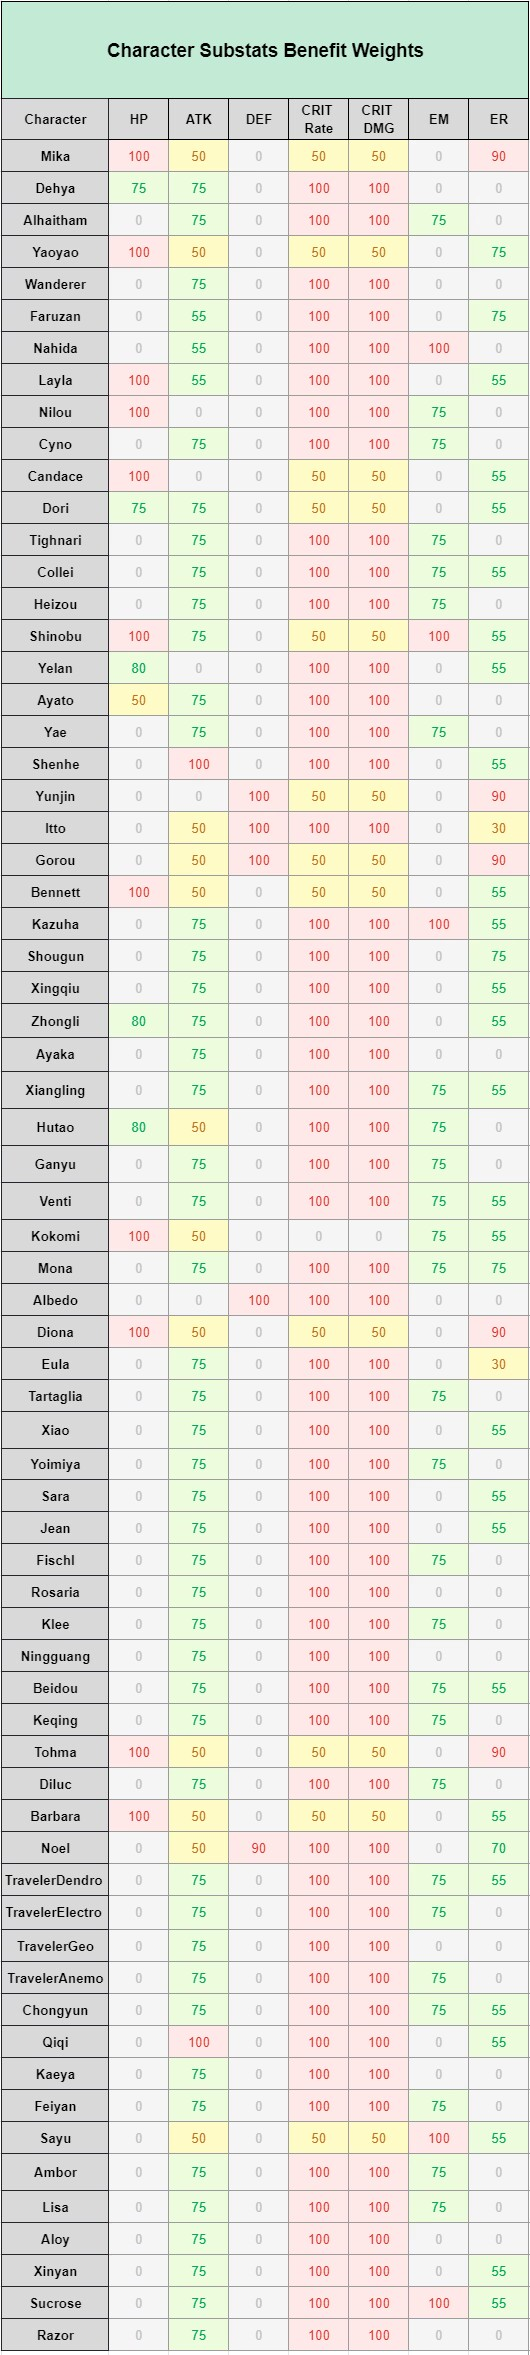 Character Substats Benefit Weights
Character HP ATK DEF CRIT Rate CRIT DMG EM ER
Mika 100 50 0 50 50 0 90
Dehya 75 75 0 100 100 0 0
Alhaitham 0 75 0 100 100 75 0
Yaoyao 100 50 0 50 50 0 75
Wanderer 0 75 0 100 100 0 0
Faruzan 0 55 0 100 100 0 75
Nahida 0 55 0 100 100 100 0
Layla 100 55 0 100 100 0 55
Nilou 100 0 0 100 100 75 0
Cyno 0 75 0 100 100 75 0
Candace 100 0 0 50 50 0 55
Dori 75 75 0 50 50 0 55
Tighnari 0 75 0 100 100 75 0
Collei 0 75 0 100 100 75 55
Heizou 0 75 0 100 100 75 0
Shinobu 100 75 0 50 50 100 55
Yelan 80 0 0 100 100 0 55
Ayato 50 75 0 100 100 0 0
Yae 0 75 0 100 100 75 0
Shenhe 0 100 0 100 100 0 55
Yunjin 0 0 100 50 50 0 90
Itto 0 50 100 100 100 0 30
Gorou 0 50 100 50 50 0 90
Bennett 100 50 0 50 50 0 55
Kazuha 0 75 0 100 100 100 55
Shougun 0 75 0 100 100 0 75
Xingqiu 0 75 0 100 100 0 55
Zhongli 80 75 0 100 100 0 55
Ayaka 0 75 0 100 100 0 0
Xiangling 0 75 0 100 100 75 55
Hutao 80 50 0 100 100 75 0
Ganyu 0 75 0 100 100 75 0
Venti 0 75 0 100 100 75 55
Kokomi 100 50 0 0 0 75 55
Mona 0 75 0 100 100 75 75
Albedo 0 0 100 100 100 0 0
Diona 100 50 0 50 50 0 90
Eula 0 75 0 100 100 0 30
Tartaglia 0 75 0 100 100 75 0
Xiao 0 75 0 100 100 0 55
Yoimiya 0 75 0 100 100 75 0
Sara 0 75 0 100 100 0 55
Jean 0 75 0 100 100 0 55
Fischl 0 75 0 100 100 75 0
Rosaria 0 75 0 100 100 0 0
Klee 0 75 0 100 100 75 0
Ningguang 0 75 0 100 100 0 0
Beidou 0 75 0 100 100 75 55
Keqing 0 75 0 100 100 75 0
Tohma 100 50 0 50 50 0 90
Diluc 0 75 0 100 100 75 0
Barbara 100 50 0 50 50 0 55
Noel 0 50 90 100 100 0 70
TravelerDendro 0 75 0 100 100 75 55
TravelerElectro 0 75 0 100 100 75 0
TravelerGeo 0 75 0 100 100 0 0
TravelerAnemo 0 75 0 100 100 75 0
Chongyun 0 75 0 100 100 75 55
Qiqi 0 100 0 100 100 0 55
Kaeya 0 75 0 100 100 0 0
Feiyan 0 75 0 100 100 75 0
Sayu 0 50 0 50 50 100 55
Ambor 0 75 0 100 100 75 0
Lisa 0 75 0 100 100 75 0
Aloy 0 75 0 100 100 0 0
Xinyan 0 75 0 100 100 0 55
Sucrose 0 75 0 100 100 100 55
Razor 0 75 0 100 100 0 0